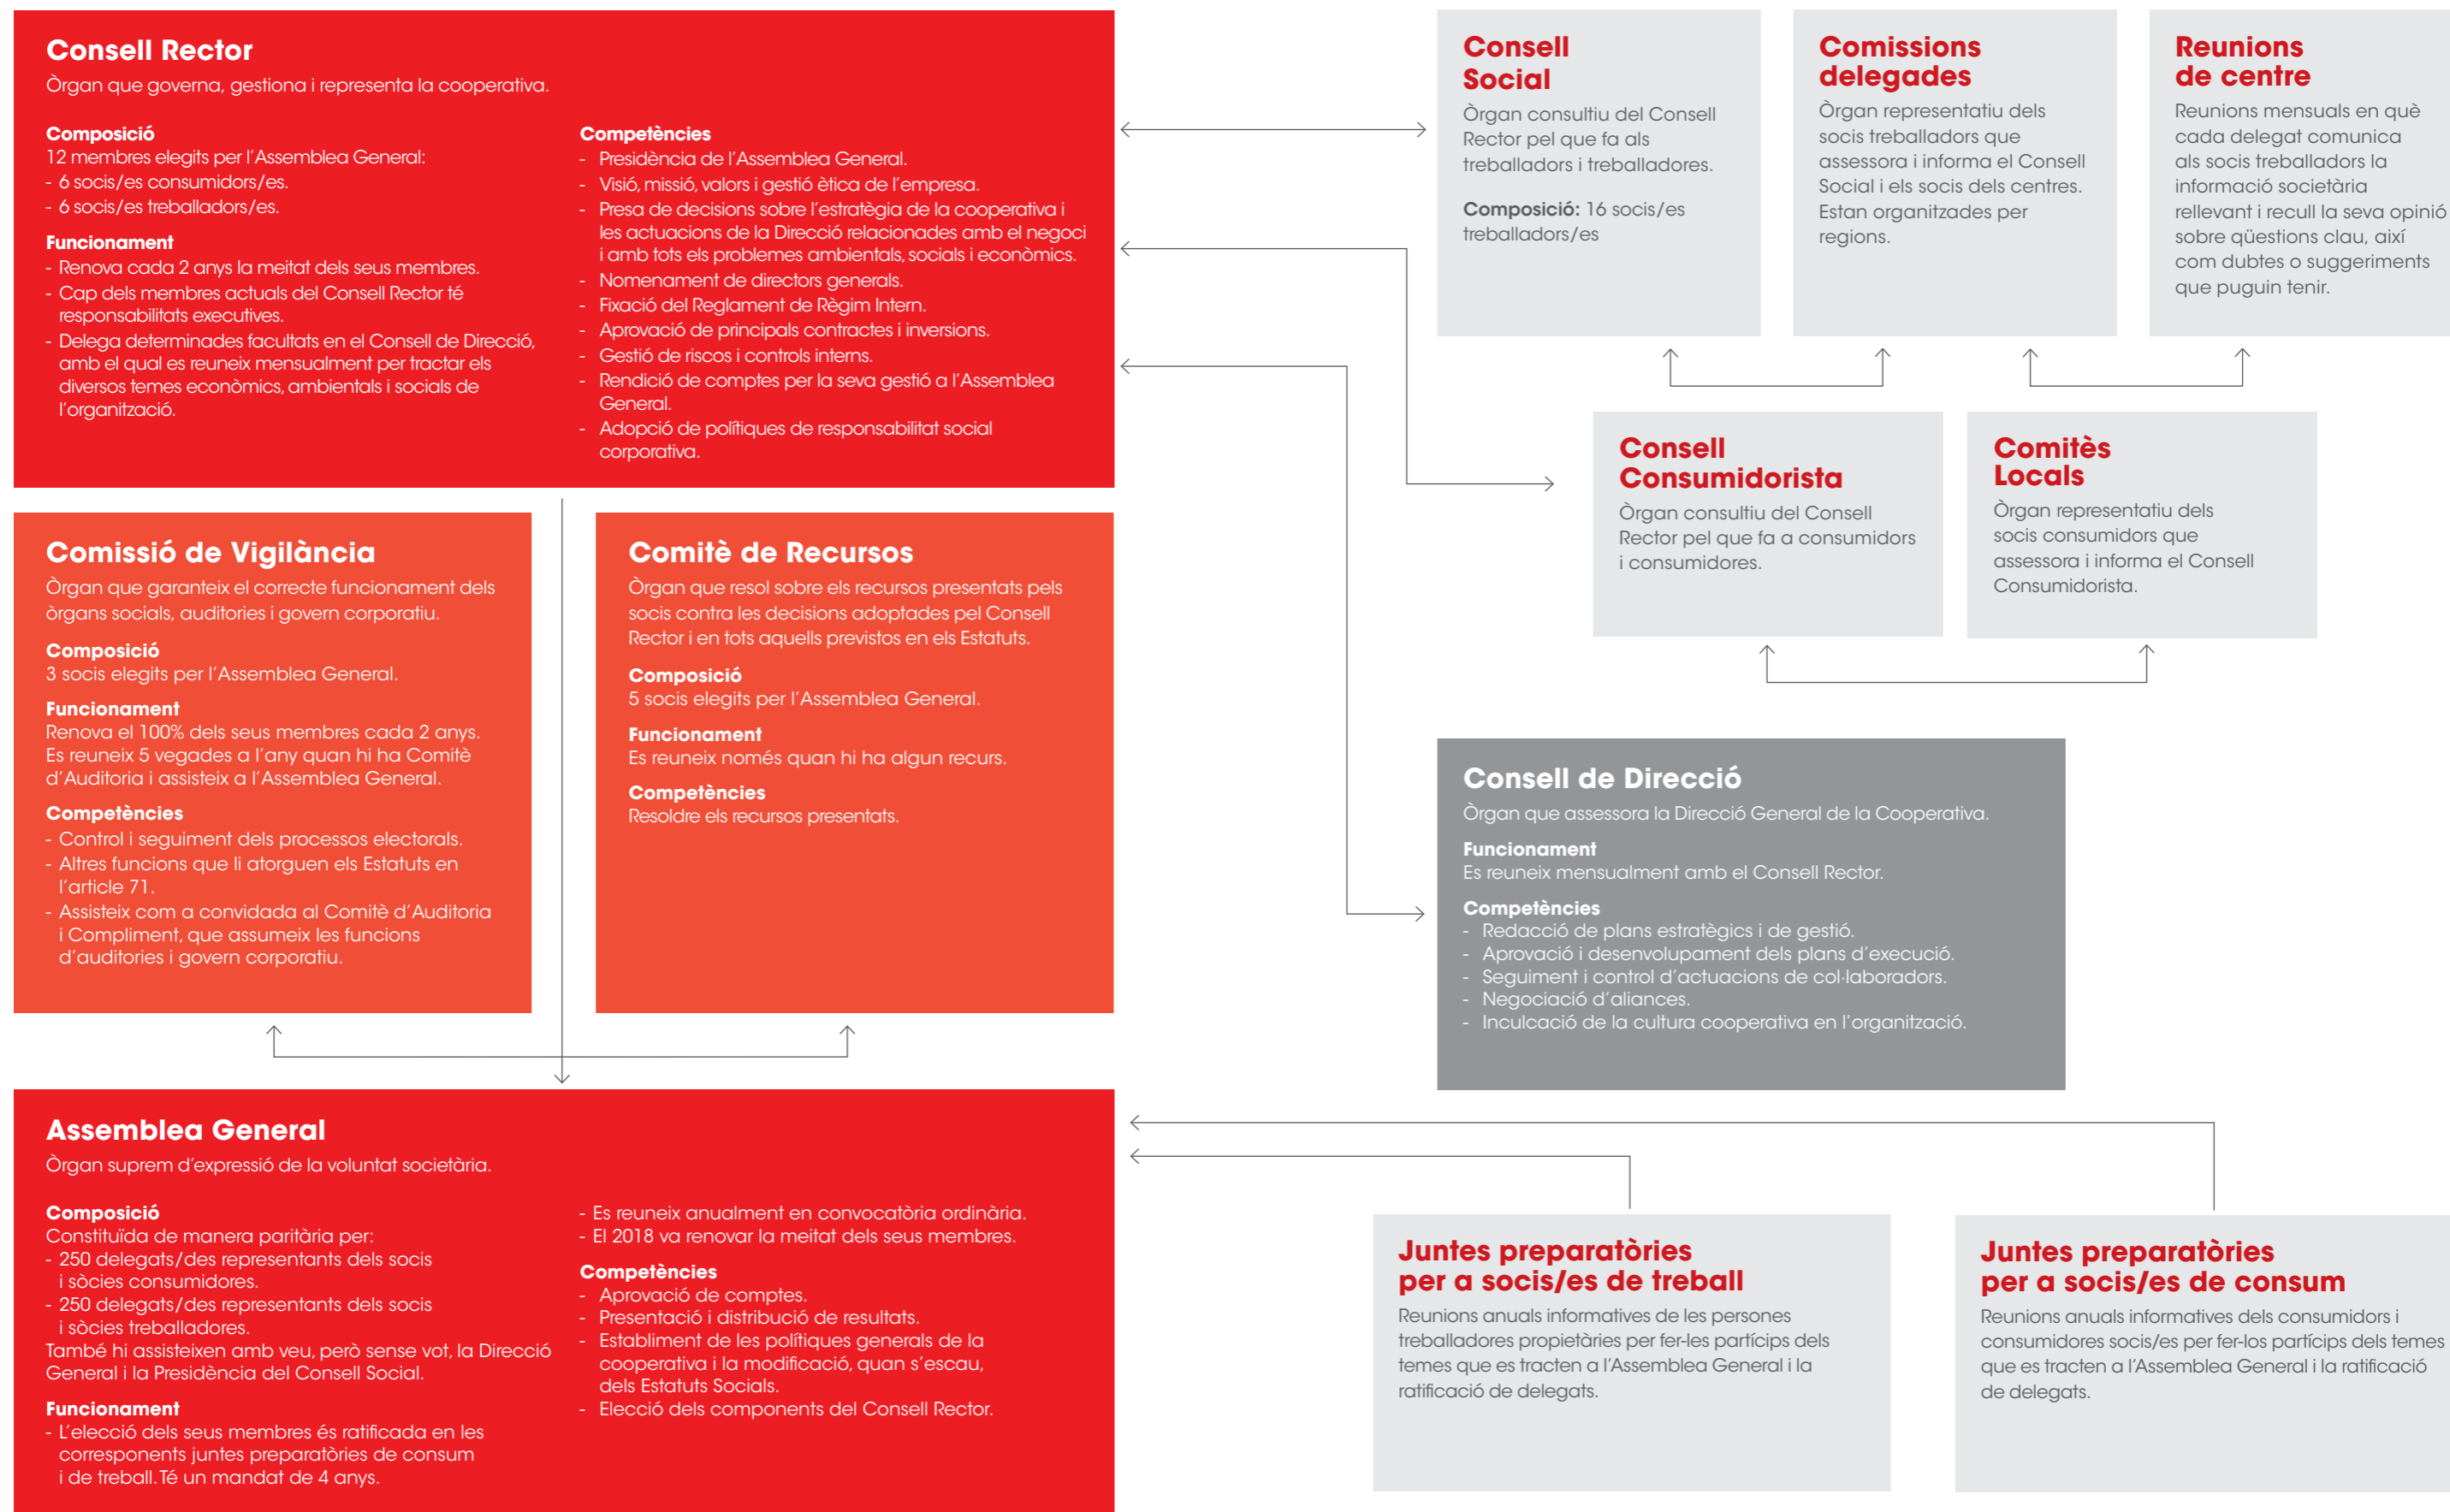 Consell Rector
Òrgan que governa, gestiona i representa la cooperativa.
Composició
12 membres elegits per l’Assemblea General:
- 6 socis/es consumidors/es.
- 6 socis/es treballadors/es.
Funcionament
- Renova cada 2 anys la meitat dels seus membres.
- Cap dels membres actuals del Consell Rector té
responsabilitats executives.
- Delega determinades facultats en el Consell de Direcció,
amb el qual es reuneix mensualment per tractar els
diversos temes econòmics, ambientals i socials de
l’organització.
Competències
- Presidència de l’Assemblea General.
- Visió, missió, valors i gestió ètica de l’empresa.
- Presa de decisions sobre l’estratègia de la cooperativa i
les actuacions de la Direcció relacionades amb el negoci
i amb tots els problemes ambientals, socials i econòmics.
- Nomenament de directors generals.
- Fixació del Reglament de Règim Intern.
- Aprovació de principals contractes i inversions.
- Gestió de riscos i controls interns.
- Rendició de comptes per la seva gestió a l’Assemblea
General.
- Adopció de polítiques de responsabilitat social
corporativa.
Consell
Social
Òrgan consultiu del Consell
Rector pel que fa als
treballadors i treballadores.
Composició: 16 socis/es
treballadors/es
Comissions
delegades
Òrgan representatiu dels
socis treballadors que
assessora i informa el Consell
Social i els socis dels centres.
Estan organitzades per
regions.
Reunions
de centre
Reunions mensuals en què
cada delegat comunica
als socis treballadors la
informació societària
rellevant i recull la seva opinió
sobre qüestions clau, així
com dubtes o suggeriments
que puguin tenir.
Consell
Consumidorista
Òrgan consultiu del Consell
Rector pel que fa a consumidors
i consumidores.
Comitès
Locals
Òrgan representatiu dels
socis consumidors que
assessora i informa el Consell
Consumidorista.
Comissió de Vigilància
Òrgan que garanteix el correcte funcionament dels
òrgans socials, auditories i govern corporatiu.
Composició
3 socis elegits per l’Assemblea General.
Funcionament
Renova el 100% dels seus membres cada 2 anys.
Es reuneix 5 vegades a l’any quan hi ha Comitè
d’Auditoria i assisteix a l’Assemblea General.
Competències
- Control i seguiment dels processos electorals.
- Altres funcions que li atorguen els Estatuts en
l’article 71.
- Assisteix com a convidada al Comitè d’Auditoria
i Compliment, que assumeix les funcions
d’auditories i govern corporatiu.
Comitè de Recursos
Òrgan que resol sobre els recursos presentats pels
socis contra les decisions adoptades pel Consell
Rector i en tots aquells previstos en els Estatuts.
Composició
5 socis elegits per l’Assemblea General.
Funcionament
Es reuneix només quan hi ha algun recurs.
Competències
Resoldre els recursos presentats.
Consell de Direcció
Òrgan que assessora la Direcció General de la Cooperativa.
Funcionament
Es reuneix mensualment amb el Consell Rector.
Competències
- Redacció de plans estratègics i de gestió.
- Aprovació i desenvolupament dels plans d’execució.
- Seguiment i control d’actuacions de col·laboradors.
- Negociació d’aliances.
- Inculcació de la cultura cooperativa en l’organització.
Assemblea General
Òrgan suprem d’expressió de la voluntat societària.
Composició
Constituïda de manera paritària per:
- 250 delegats/des representants dels socis
i sòcies consumidores.
- 250 delegats/des representants dels socis
i sòcies treballadores.
També hi assisteixen amb veu, però sense vot, la Direcció
General i la Presidència del Consell Social.
Funcionament
- L’elecció dels seus membres és ratificada en les
corresponents juntes preparatòries de consum
i de treball. Té un mandat de 4 anys.
- Es reuneix anualment en convocatòria ordinària.
- El 2018 va renovar la meitat dels seus membres.
Competències
- Aprovació de comptes.
- Presentació i distribució de resultats.
- Establiment de les polítiques generals de la
cooperativa i la modificació, quan s’escau,
dels Estatuts Socials.
- Elecció dels components del Consell Rector.
Juntes preparatòries
per a socis/es de treball
Reunions anuals informatives de les persones
treballadores propietàries per fer-les partícips dels
temes que es tracten a l’Assemblea General i la
ratificació de delegats.
Juntes preparatòries
per a socis/es de consum
Reunions anuals informatives dels consumidors i
consumidores socis/es per fer-los partícips dels temes
que es tracten a l’Assemblea General i la ratificació
de delegats.